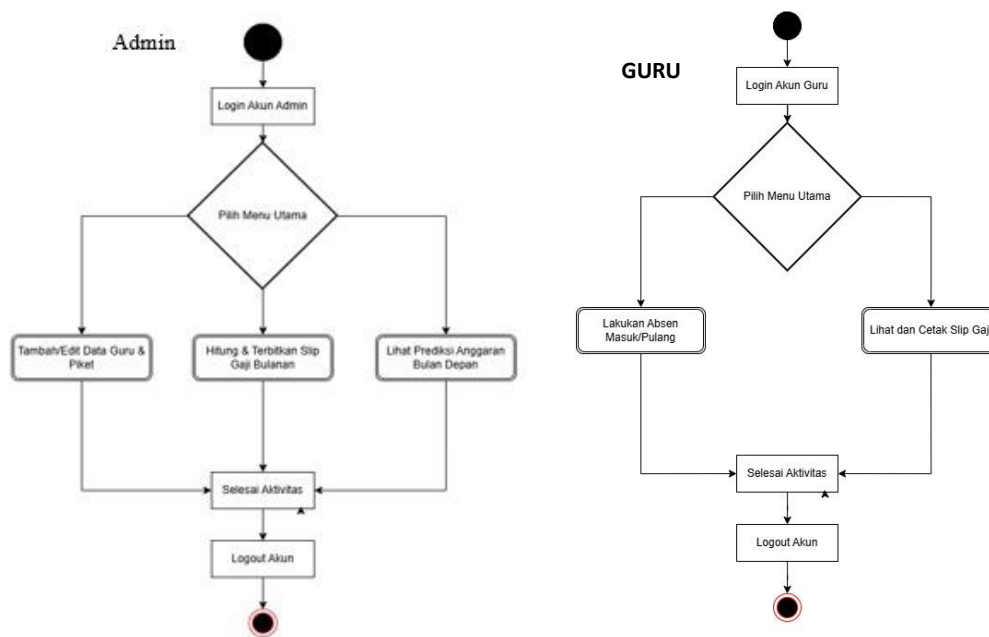 Admin
Login Akun Admin
Pilih Menu Utama
Tambah/Edit Data Guru &
Piket
Hitung & Terbitkan Slip
Gaji Bulanan
Lihat Prediksi Anggaran
Bulan Depan
Selesai Aktivitas
Logout Akun
GURU
Login Akun Guru
Pilih Menu Utama
Lakukan Absen
Masuk/Pulang
Lihat dan Cetak Slip Gaji
Selesai Aktivitas
Logout Akun